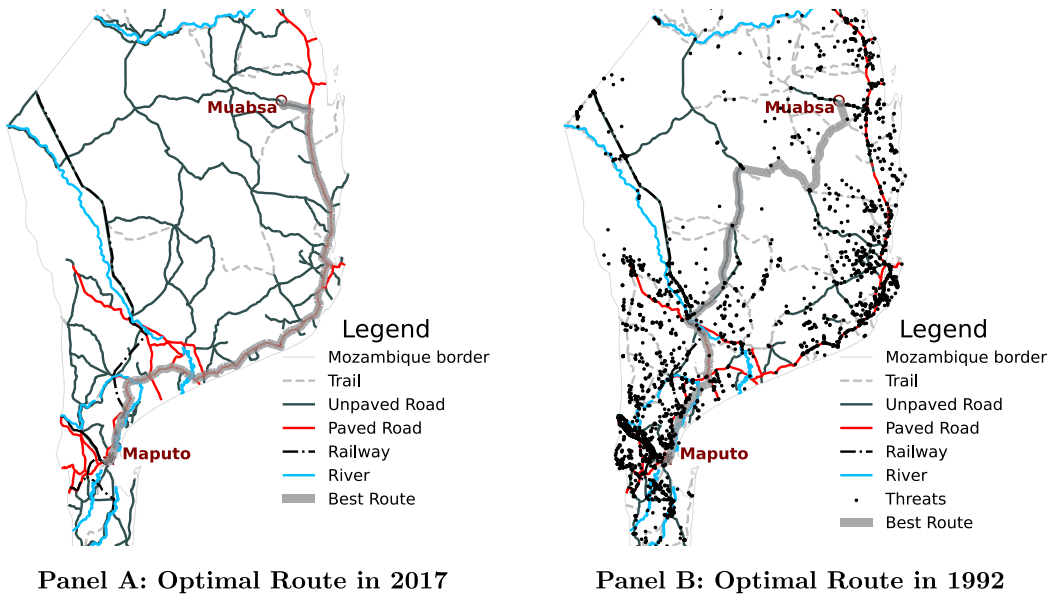 Muabsa
Maputo
Legend
Mozambique border
Trail
Unpaved Road
Paved Road
Railway
River
Best Route
Panel A: Optimal Route in 2017
Muabsa
Maputo
Legend
Mozambique border
Trail
Unpaved Road
Paved Road
Railway
River
Threats
Best Route
Panel B: Optimal Route in 1992